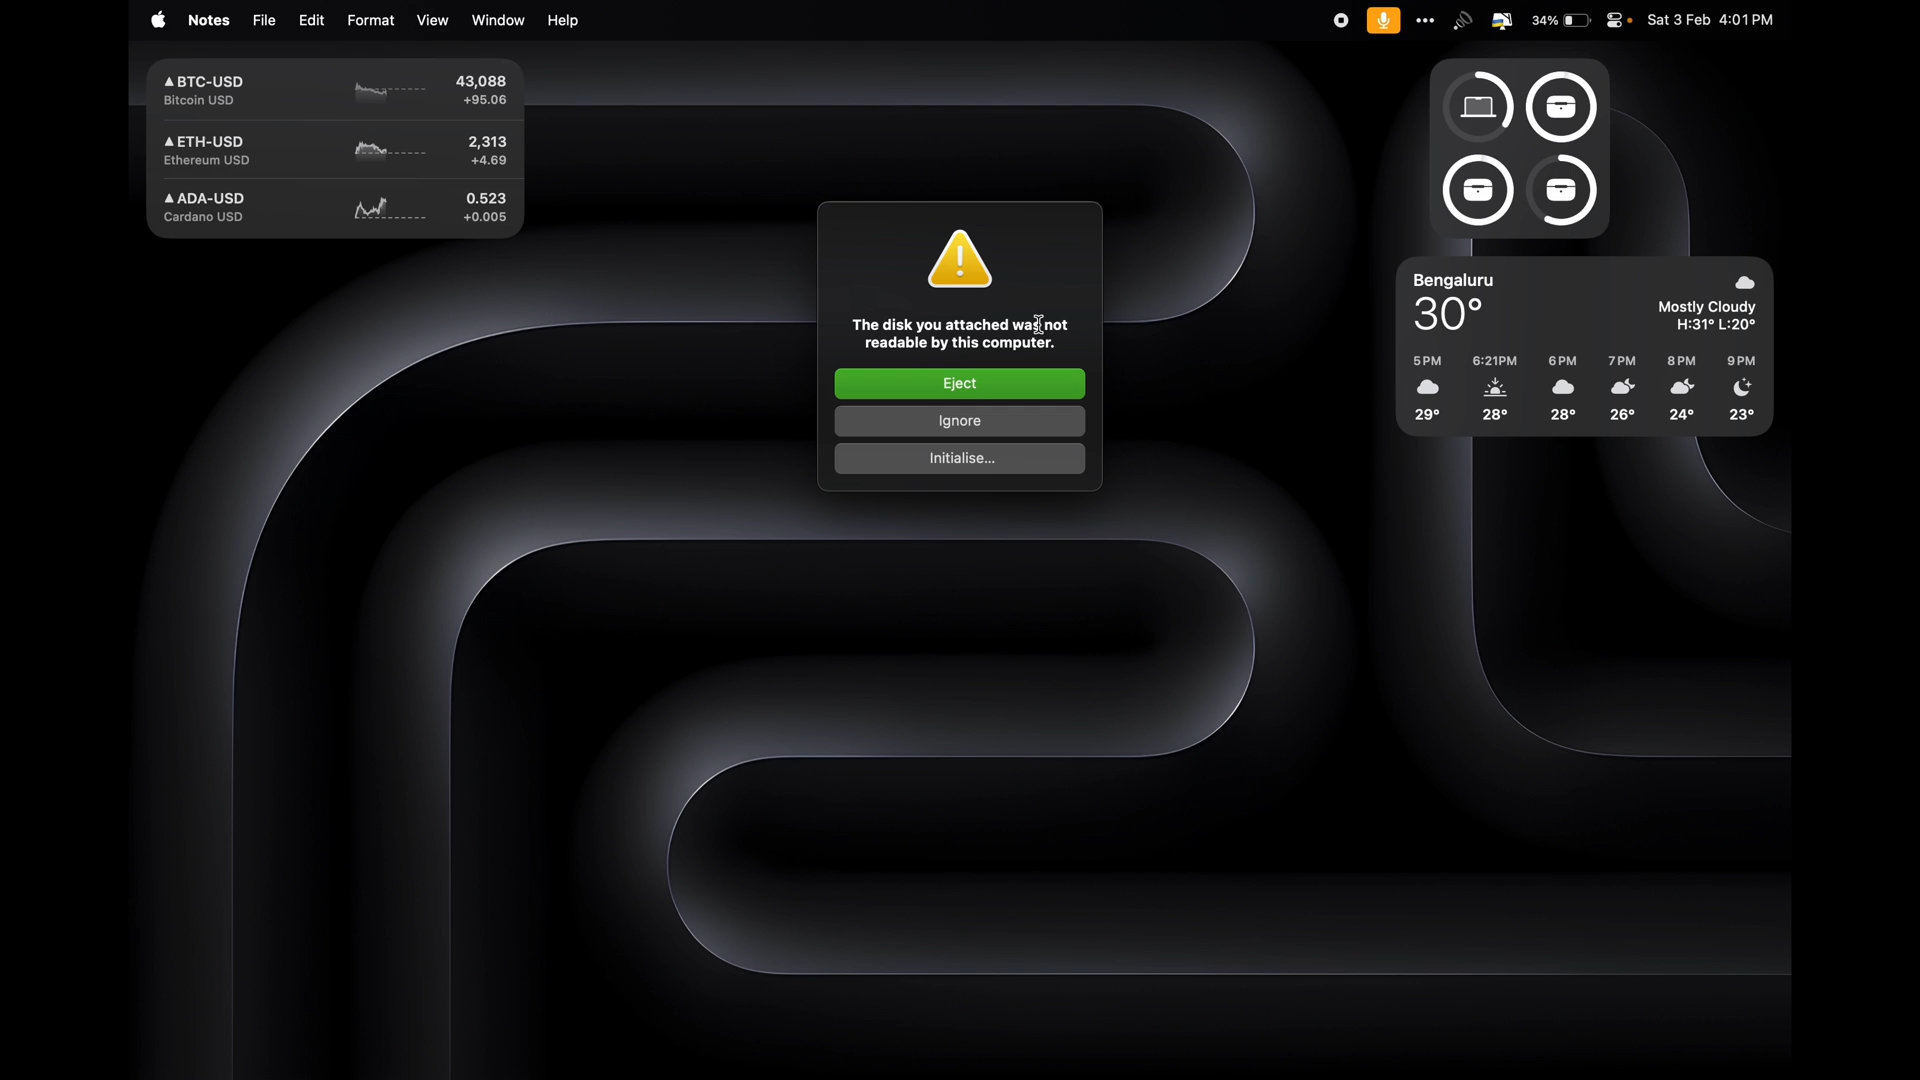 Notes File Edit Format View Window Help
34% Sat 3 Feb 4:01 PM
BTC-USD 43,088
Bitcoin USD +95.06
ETH-USD 2,313
Ethereum USD +4.69
ADA-USD 0.523
Cardano USD +0.005
The disk you attached was not
readable by this computer.
Eject
Ignore
Initialise...
Bengaluru
30°
Mostly Cloudy
H:31° L:20°
5 PM 6:21PM 6 PM 7 PM 8 PM 9 PM
29° 28° 28° 26° 24° 23°